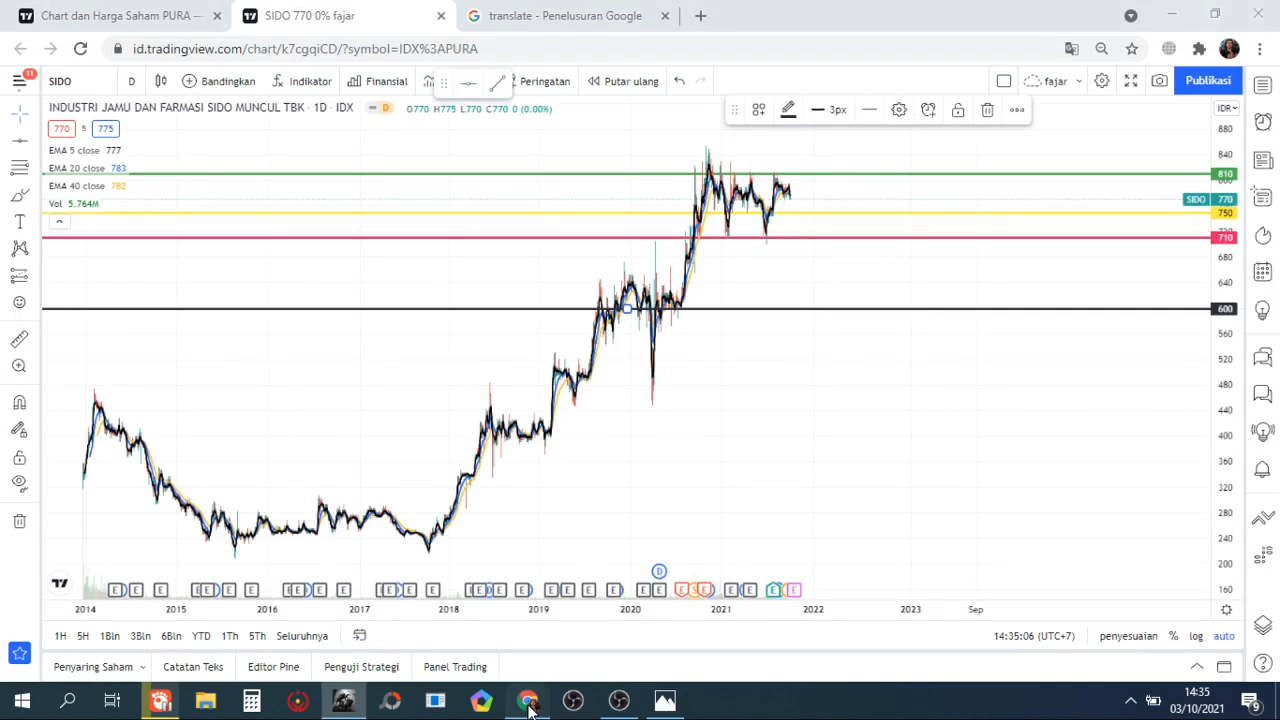 Chart dan Harga Saham PURA —
SIDO 770 0% fajar
translate - Penelusuran Google
id.tradingview.com/chart/k7cgqiCD/?symbol=IDX%3APURA
11
SIDO
D
Bandingkan
Indikator
Finansial
Peringatan
Putar ulang
fajar
Publikasi
INDUSTRI JAMU DAN FARMASI SIDO MUNCUL TBK · 1D · IDX
D
O770 H775 L770 C770 0 (0.00%)
3px
IDR
770 5 775
EMA 5 close 777
EMA 20 close 783
EMA 40 close 782
Vol 5.764M
880
840
810
SIDO 770
750
710
680
640
600
560
520
480
440
400
360
320
280
240
200
160
D
E E E E E E E E E E E E E E E E E E E E E E E E E S E E E E E
2014 2015 2016 2017 2018 2019 2020 2021 2022 2023 Sep
1H 5H 1Bln 3Bln 6Bln YTD 1Th 5Th Seluruhnya
14:35:06 (UTC+7) penyesuaian % log auto
Penyaring Saham
Catatan Teks
Editor Pine
Penguji Strategi
Panel Trading
14:35
03/10/2021
9